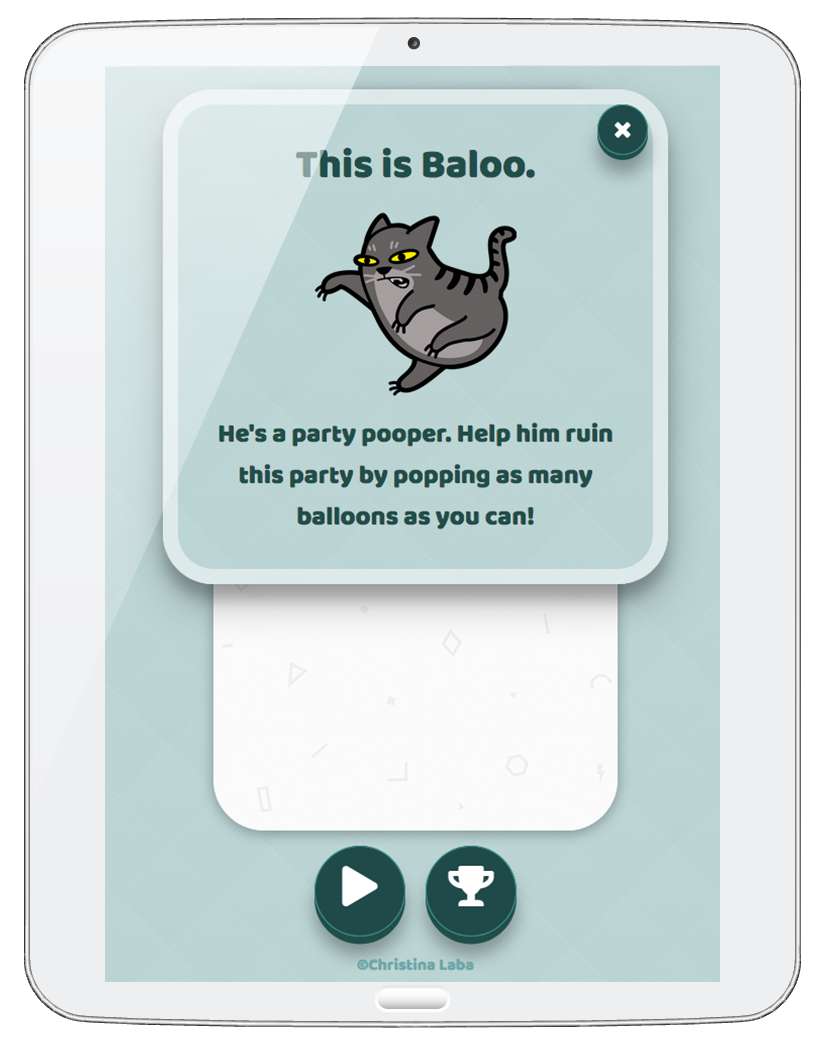 This is Baloo.
He's a party pooper. Help him ruin
this party by popping as many
balloons as you can!
©Christina Laba